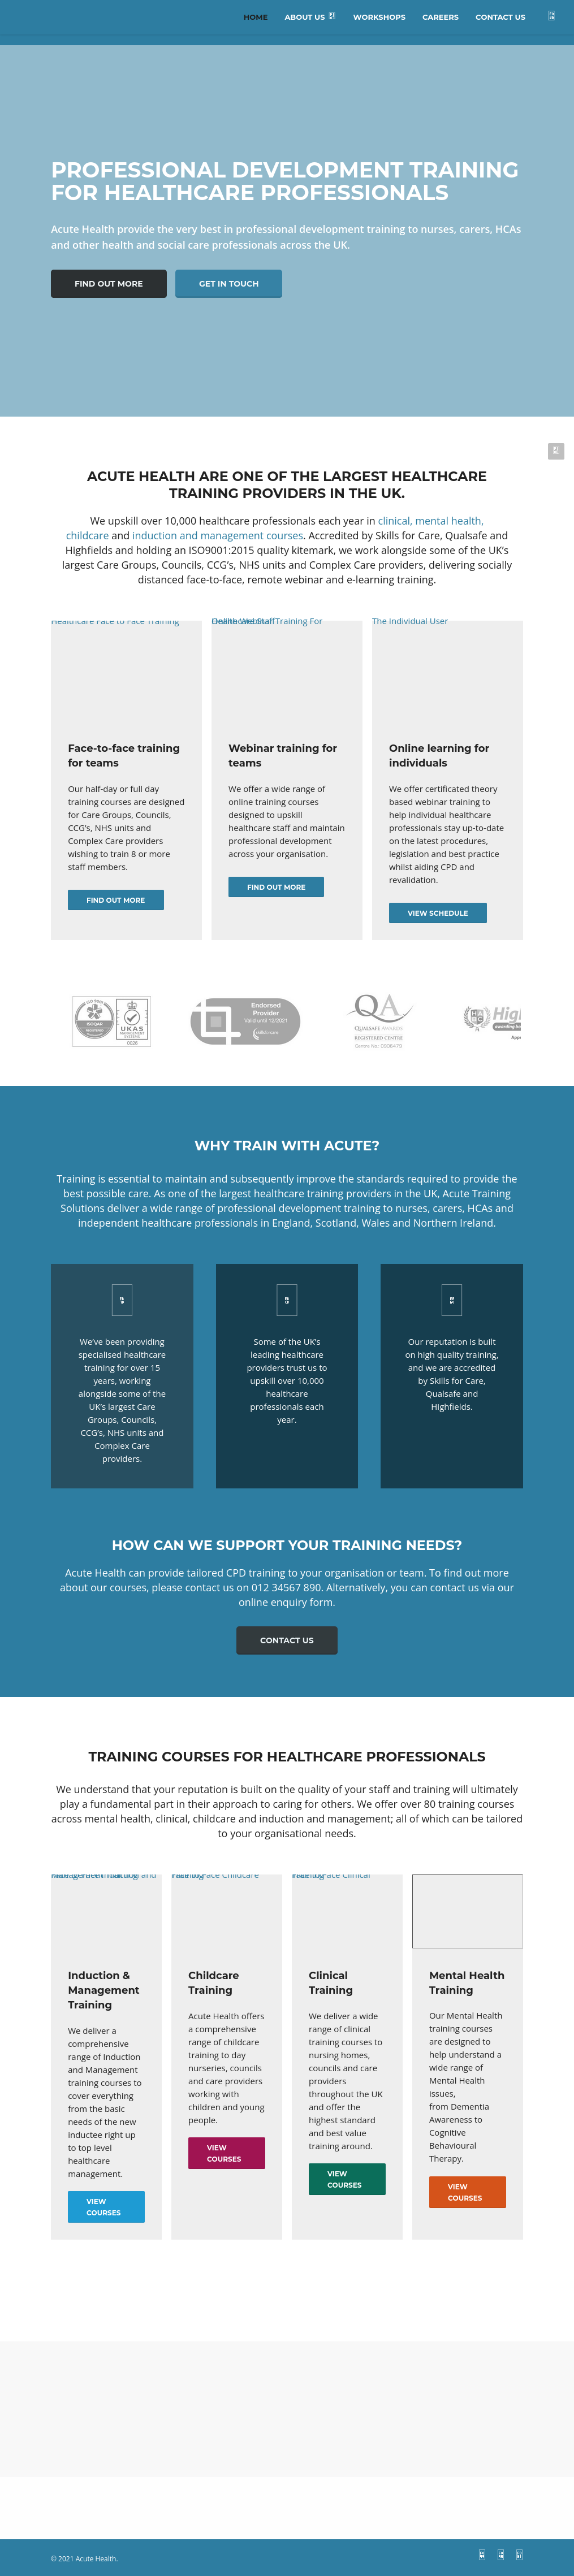 HOME ABOUT US WORKSHOPS CAREERS CONTACT US
PROFESSIONAL DEVELOPMENT TRAINING
FOR HEALTHCARE PROFESSIONALS
Acute Health provide the very best in professional development training to nurses, carers, HCAs
and other health and social care professionals across the UK.
FIND OUT MORE GET IN TOUCH
ACUTE HEALTH ARE ONE OF THE LARGEST HEALTHCARE
TRAINING PROVIDERS IN THE UK.
We upskill over 10,000 healthcare professionals each year in clinical, mental health,
childcare and induction and management courses. Accredited by Skills for Care, Qualsafe and
Highfields and holding an ISO9001:2015 quality kitemark, we work alongside some of the UK's
largest Care Groups, Councils, CCG's, NHS units and Complex Care providers, delivering socially
distanced face-to-face, remote webinar and e-learning training.
Healthcare Face to Face Training
Online Webinar Training For
Healthcare Staff
The Individual User
Face-to-face training
for teams
Our half-day or full day
training courses are designed
for Care Groups, Councils,
CCG's, NHS units and
Complex Care providers
wishing to train 8 or more
staff members.
FIND OUT MORE
Webinar training for
teams
We offer a wide range of
online training courses
designed to upskill
healthcare staff and maintain
professional development
across your organisation.
FIND OUT MORE
Online learning for
individuals
We offer certificated theory
based webinar training to
help individual healthcare
professionals stay up-to-date
on the latest procedures,
legislation and best practice
whilst aiding CPD and
revalidation.
VIEW SCHEDULE
ISOQAR
UKAS
MANAGEMENT
SYSTEMS
0026
Endorsed
Provider
Valid until 12/2021
skillsforcare
QA
QUALSAFE AWARDS
REGISTERED CENTRE
HABC
High
WHY TRAIN WITH ACUTE?
Training is essential to maintain and subsequently improve the standards required to provide the
best possible care. As one of the largest healthcare training providers in the UK, Acute Training
Solutions deliver a wide range of professional development training to nurses, carers, HCAs and
independent healthcare professionals in England, Scotland, Wales and Northern Ireland.
We've been providing
specialised healthcare
training for over 15
years, working
alongside some of the
UK's largest Care
Groups, Councils,
CCG's, NHS units and
Complex Care
providers.
Some of the UK's
leading healthcare
providers trust us to
upskill over 10,000
healthcare
professionals each
year.
Our reputation is built
on high quality training,
and we are accredited
by Skills for Care,
Qualsafe and
Highfields.
HOW CAN WE SUPPORT YOUR TRAINING NEEDS?
Acute Health can provide tailored CPD training to your organisation or team. To find out more
about our courses, please contact us on 012 34567 890. Alternatively, you can contact us via our
online enquiry form.
CONTACT US
TRAINING COURSES FOR HEALTHCARE PROFESSIONALS
We understand that your reputation is built on the quality of your staff and training will ultimately
play a fundamental part in their approach to caring for others. We offer over 80 training courses
across mental health, clinical, childcare and induction and management; all of which can be tailored
to your organisational needs.
Face to Face Childcare
Training
Face to Face Clinical
Training
Induction &
Management
Training
We deliver a
comprehensive
range of Induction
and Management
training courses to
cover everything
from the basic
needs of the new
inductee right up
to top level
healthcare
management.
VIEW
COURSES
Childcare
Training
Acute Health offers
a comprehensive
range of childcare
training to day
nurseries, councils
and care providers
working with
children and young
people.
VIEW
COURSES
Clinical
Training
We deliver a wide
range of clinical
training courses to
nursing homes,
councils and care
providers
throughout the UK
and offer the
highest standard
and best value
training around.
VIEW
COURSES
Mental Health
Training
Our Mental Health
training courses
are designed to
help understand a
wide range of
Mental Health
issues,
from Dementia
Awareness to
Cognitive
Behavioural
Therapy.
VIEW
COURSES
© 2021 Acute Health.